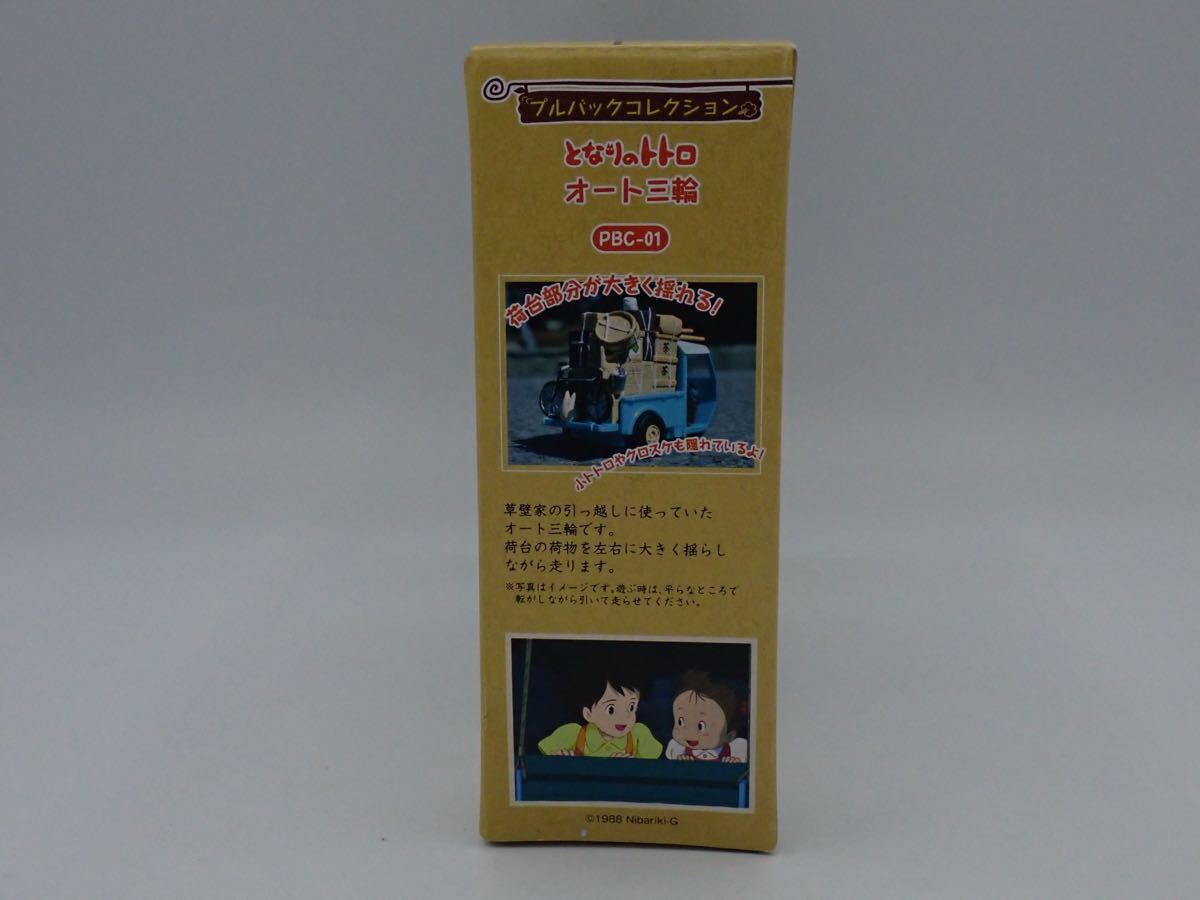 プルバックコレクション
となりのトトロ
オート三輪
PBC-01
荷台部分が大きく揺れる!
茶
茶
小トトロやクロスケも隠れているよ!
草壁家の引っ越しに使っていた
オート三輪です。
荷台の荷物を左右に大きく揺らし
ながら走ります。
※写真はイメージです。遊ぶ時は、平らなところで
転がしながら引いて走らせてください。
©1988 Nibariki-G